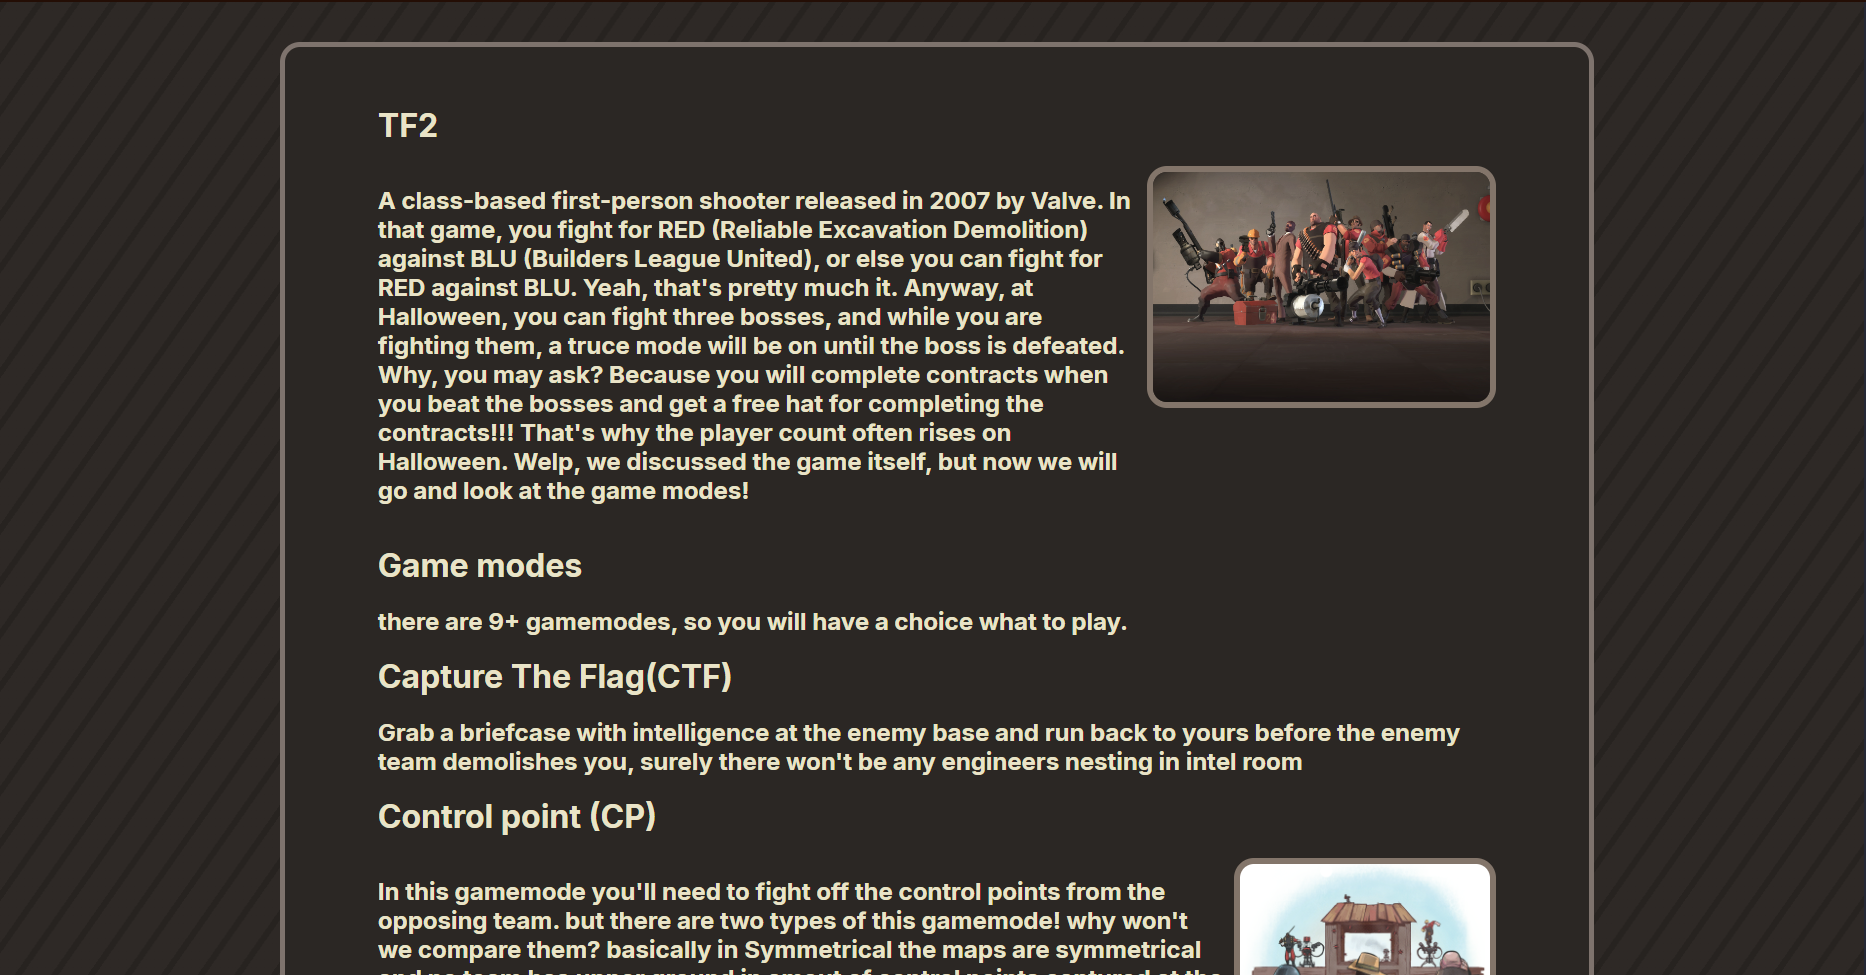 TF2
A class-based first-person shooter released in 2007 by Valve. In
that game, you fight for RED (Reliable Excavation Demolition)
against BLU (Builders League United), or else you can fight for
RED against BLU. Yeah, that's pretty much it. Anyway, at
Halloween, you can fight three bosses, and while you are
fighting them, a truce mode will be on until the boss is defeated.
Why, you may ask? Because you will complete contracts when
you beat the bosses and get a free hat for completing the
contracts!!! That's why the player count often rises on
Halloween. Welp, we discussed the game itself, but now we will
go and look at the game modes!
Game modes
there are 9+ gamemodes, so you will have a choice what to play.
Capture The Flag(CTF)
Grab a briefcase with intelligence at the enemy base and run back to yours before the enemy
team demolishes you, surely there won't be any engineers nesting in intel room
Control point (CP)
In this gamemode you'll need to fight off the control points from the
opposing team. but there are two types of this gamemode! why won't
we compare them? basically in Symmetrical the maps are symmetrical